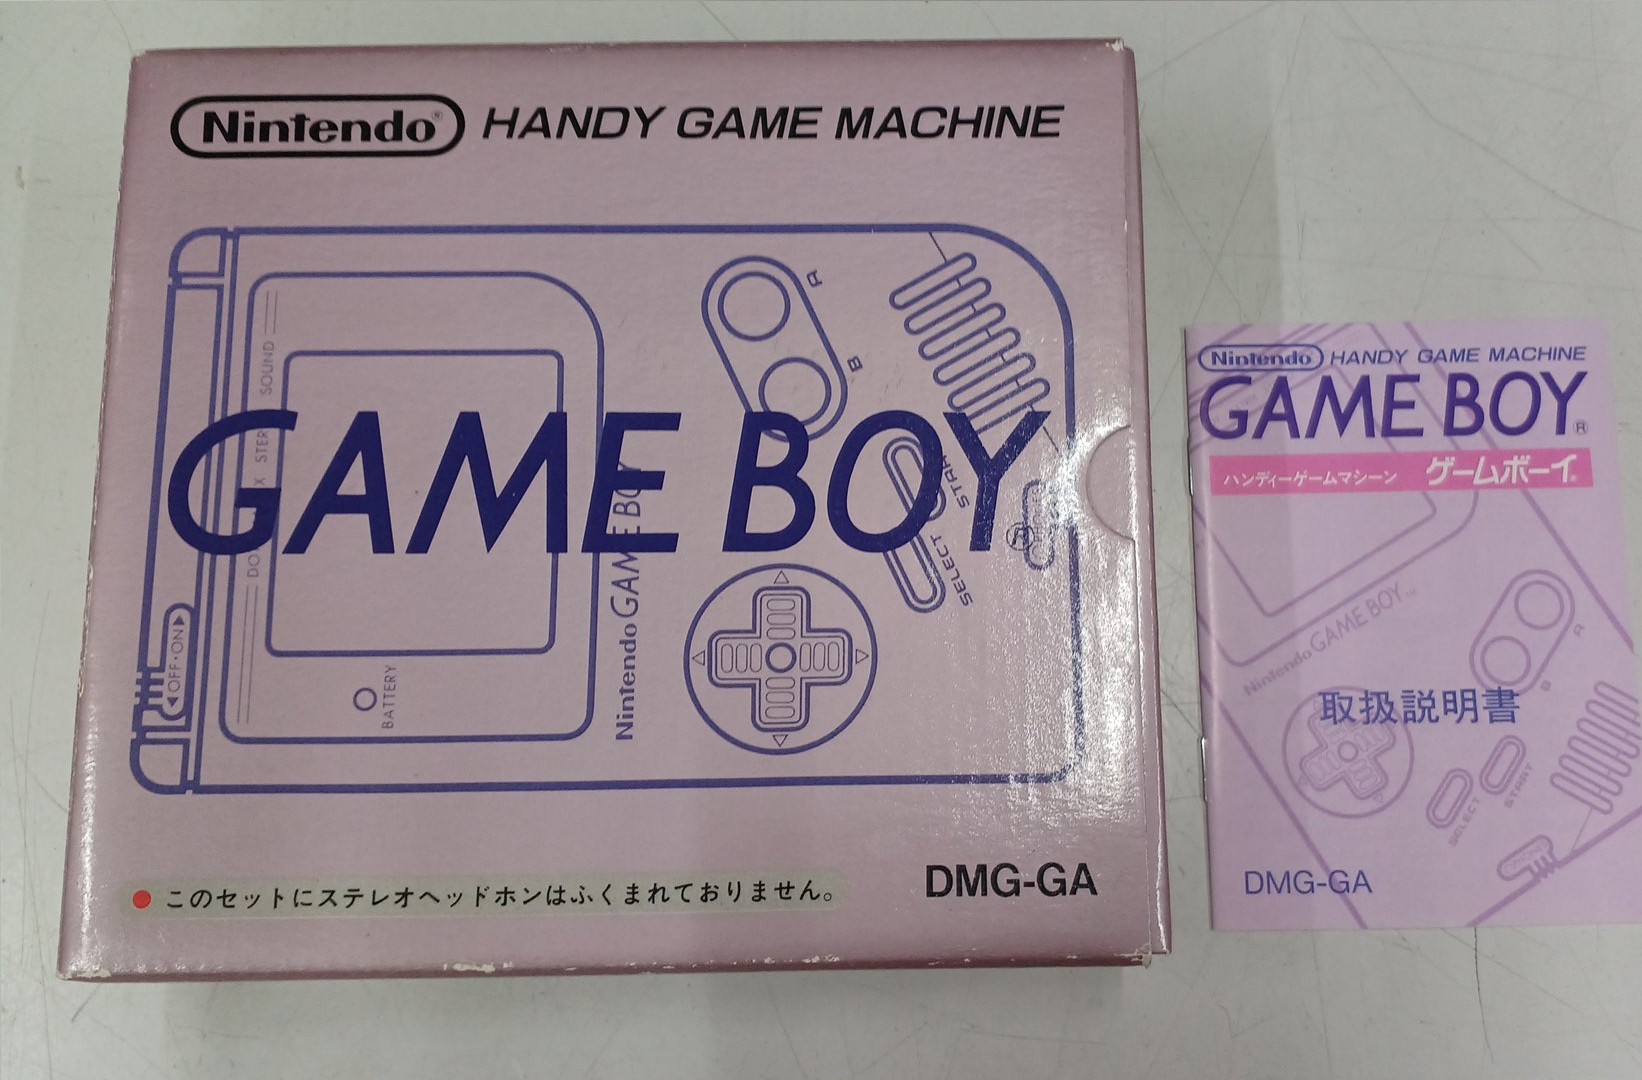 Nintendo® HANDY GAME MACHINE
GAME BOY
SOUND
A
B
SELECT
◀OFF•ON▶
BATTERY
Nintendo GAME BOY
● このセットにステレオヘッドホンはふくまれておりません。
DMG-GA
Nintendo HANDY GAME MACHINE
GAME BOY®
ハンディーゲームマシーン ゲームボーイ®
Nintendo GAME BOY™
A
B
取扱説明書
SELECT
START
DMG-GA